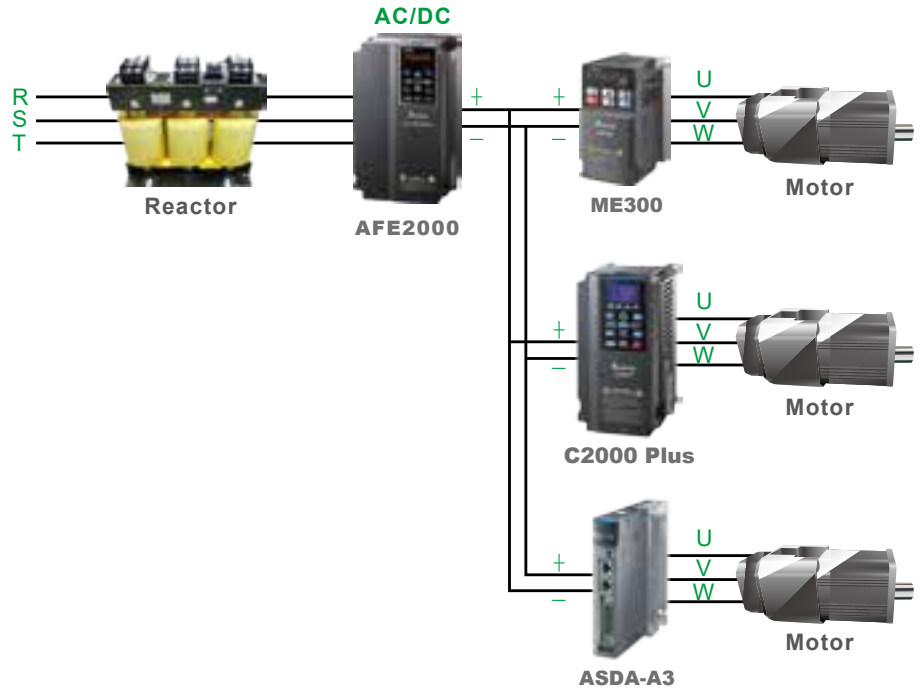 AC/DC
R
S
T
+
−
Reactor
AFE2000
+
−
U
V
W
ME300
Motor
+
−
U
V
W
C2000 Plus
Motor
+
−
U
V
W
ASDA-A3
Motor